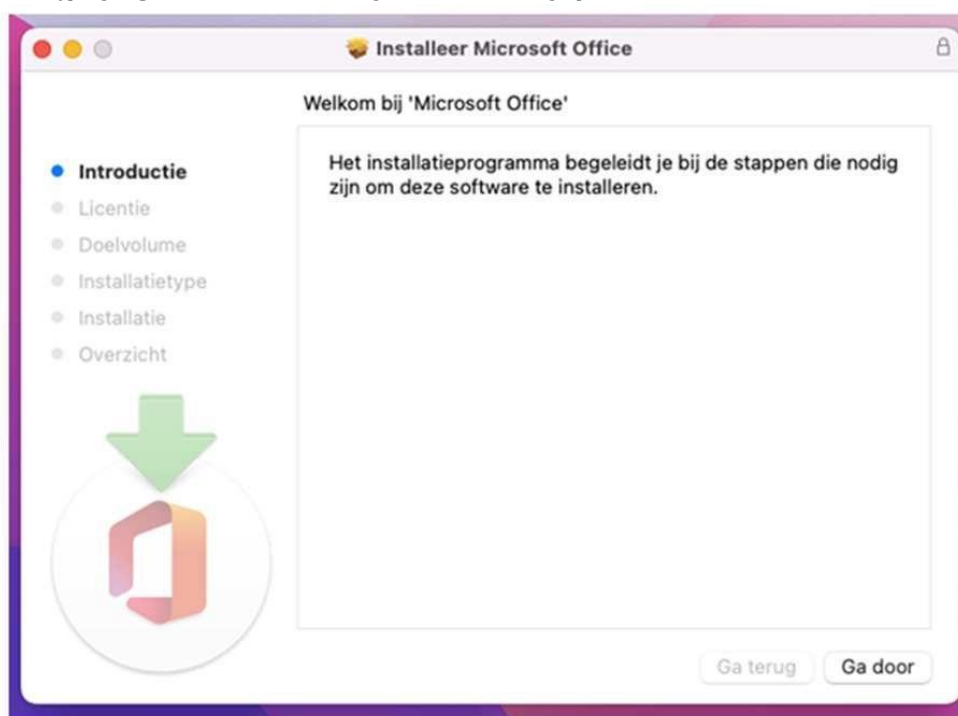 Installeer Microsoft Office
Welkom bij 'Microsoft Office'
Introductie
Licentie
Doelvolume
Installatietype
Installatie
Overzicht
Het installatieprogramma begeleidt je bij de stappen die nodig
zijn om deze software te installeren.
Ga terug
Ga door